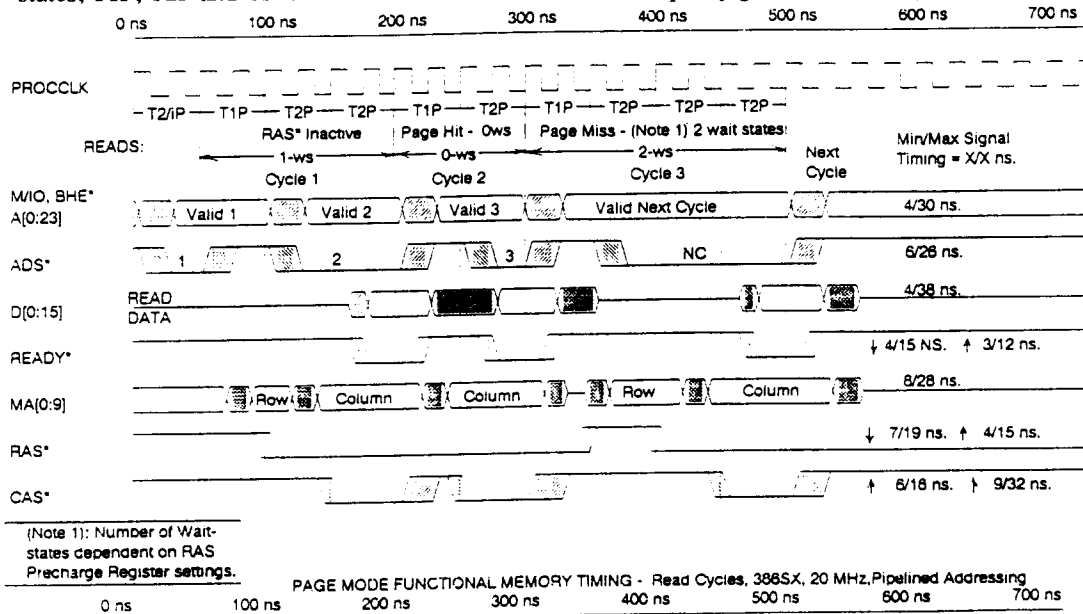 0 ns 100 ns 200 ns 300 ns 400 ns 500 ns 600 ns 700 ns
PROCCLK
T2/iP T1P T2P T2P T1P T2P T1P T2P T2P T2P
READS:
RAS* Inactive Page Hit - 0ws Page Miss - (Note 1) 2 wait states:
1-ws 0-ws 2-ws
Cycle 1 Cycle 2 Cycle 3
Next
Cycle
Min/Max Signal
Timing = X/X ns.
M/IO, BHE*
A[0:23]
Valid 1 Valid 2 Valid 3 Valid Next Cycle 4/30 ns.
ADS* 1 2 3 NC 6/26 ns.
D[0:15] READ
DATA
4/38 ns.
READY* ↓ 4/15 NS. ↑ 3/12 ns.
MA[0:9] Row Column Column Row Column 8/28 ns.
RAS* ↓ 7/19 ns. ↑ 4/15 ns.
CAS* ↑ 6/16 ns. ↑ 9/32 ns.
(Note 1): Number of Wait-
states dependent on RAS
Precharge Register settings.
PAGE MODE FUNCTIONAL MEMORY TIMING - Read Cycles, 386SX, 20 MHz,Pipelined Addressing
0 ns 100 ns 200 ns 300 ns 400 ns 500 ns 600 ns 700 ns